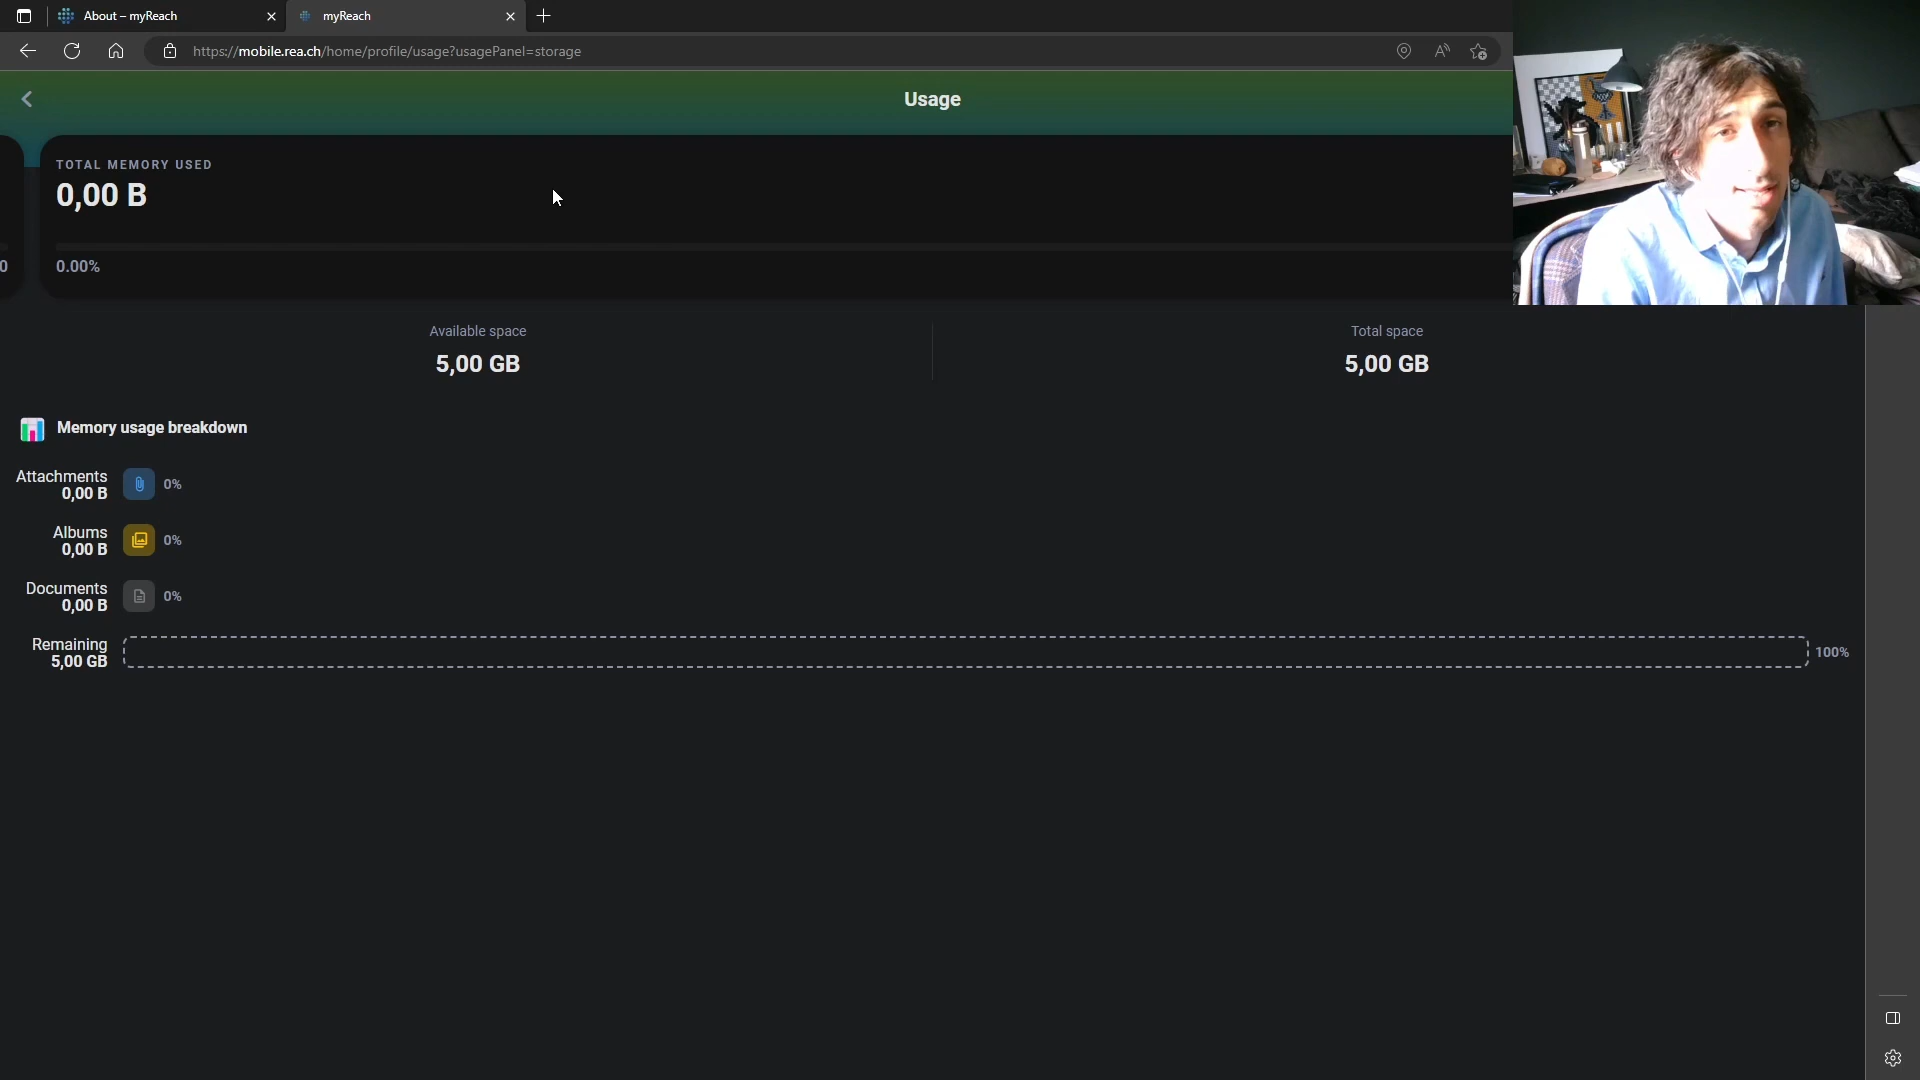 About – myReach
myReach
https://mobile.rea.ch/home/profile/usage?usagePanel=storage
Usage
TOTAL MEMORY USED
0,00 B
0
0.00%
Available space
5,00 GB
Total space
5,00 GB
Memory usage breakdown
Attachments
0,00 B
0%
Albums
0,00 B
0%
Documents
0,00 B
0%
Remaining
5,00 GB
100%